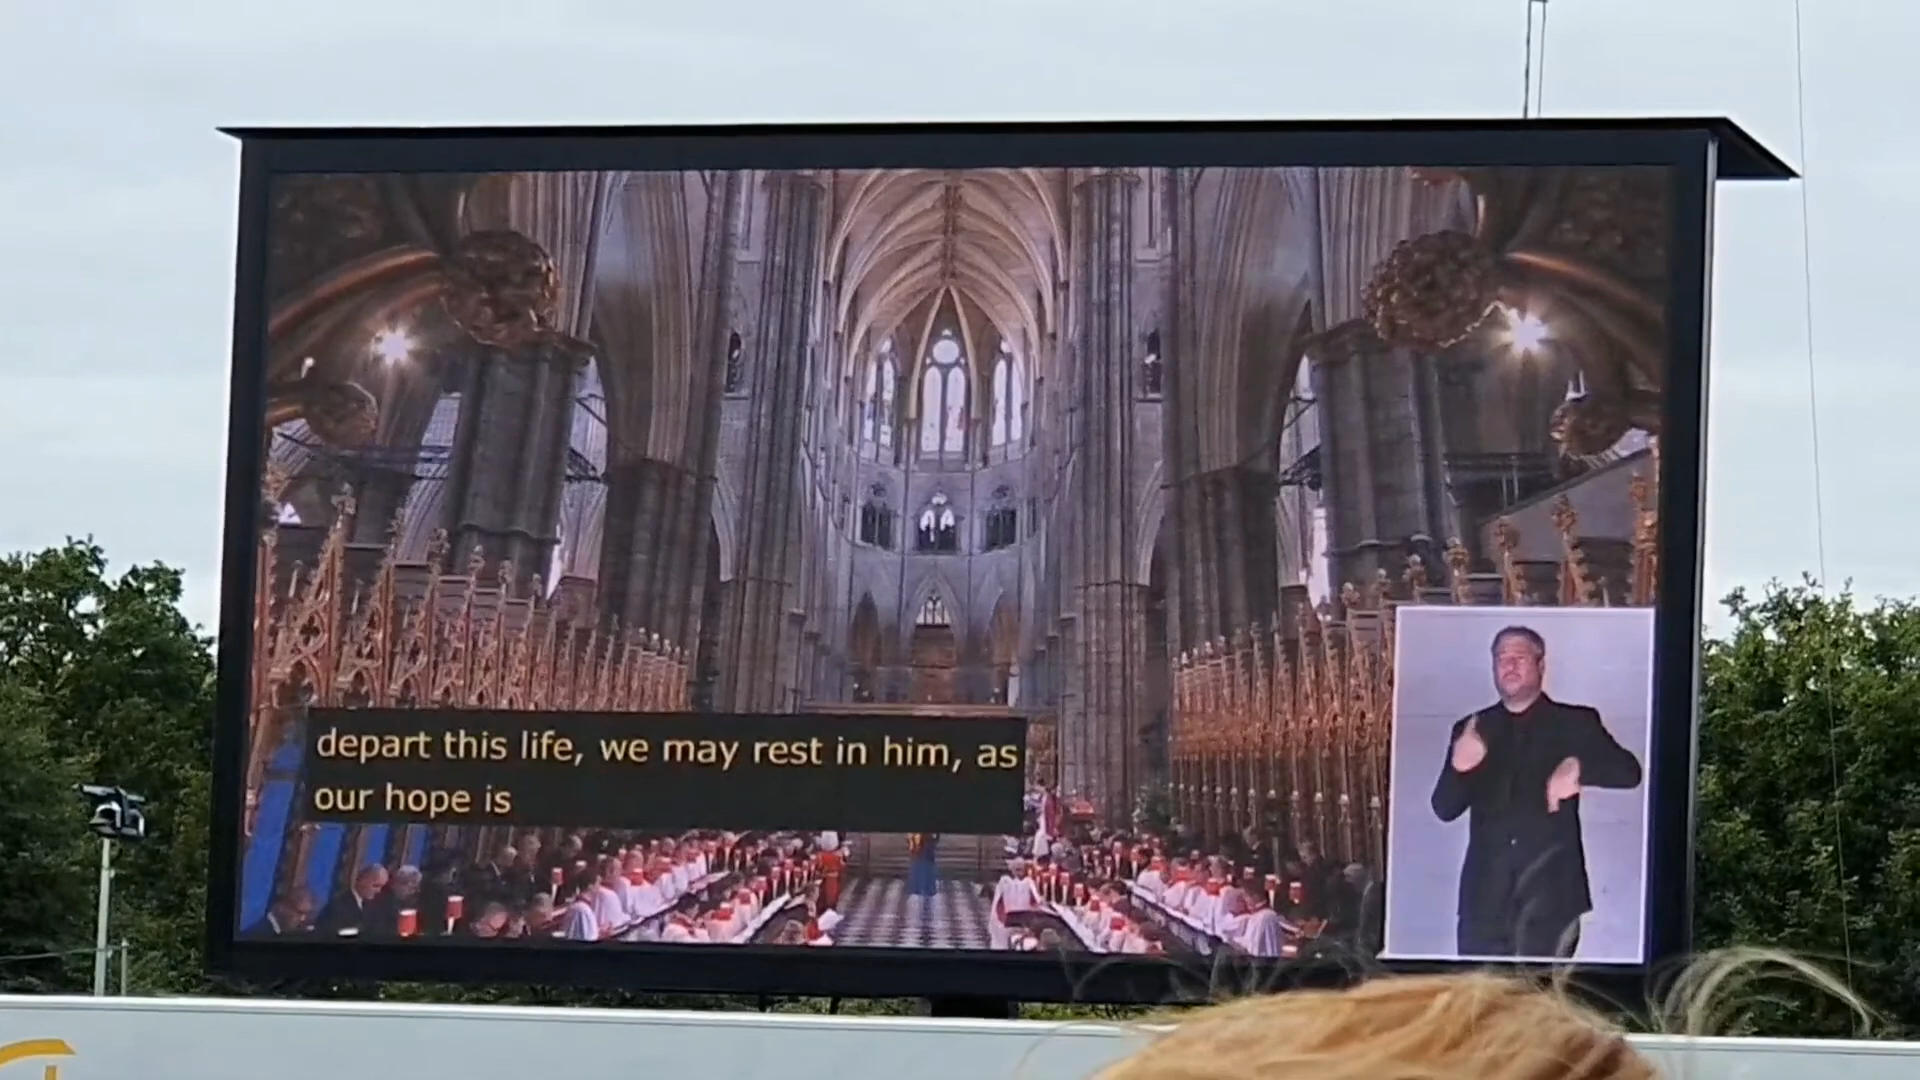 depart this life, we may rest in him, as
our hope is